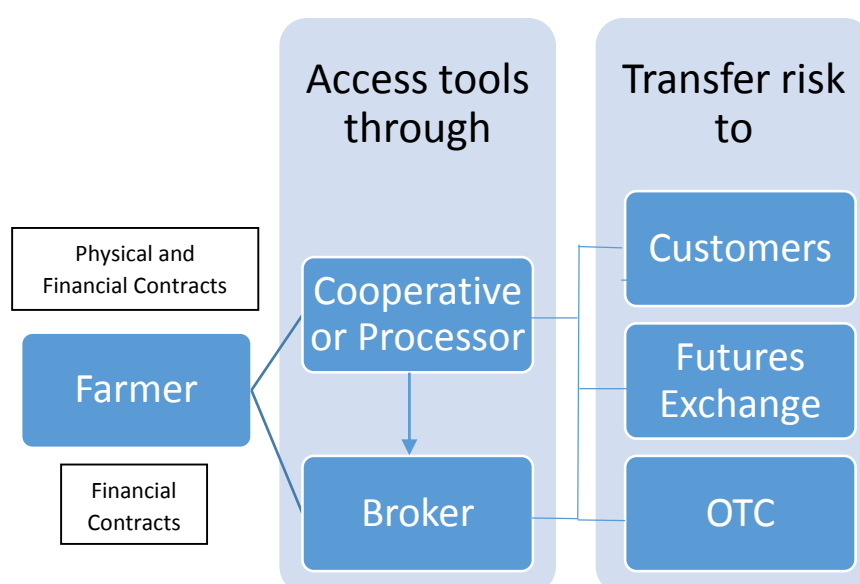 Access tools
through
Transfer risk
to
Physical and
Financial Contracts
Farmer
Financial
Contracts
Cooperative
or Processor
Broker
Customers
Futures
Exchange
OTC